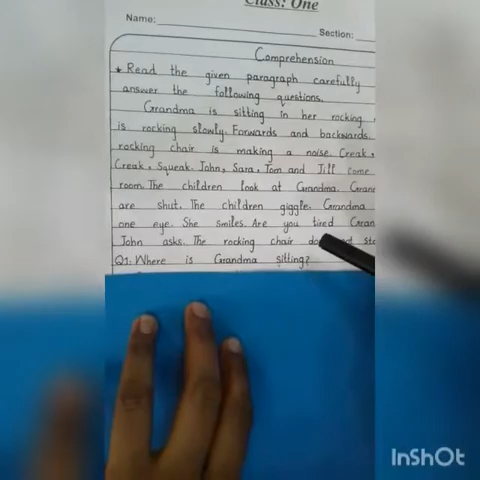 Class: One
Name:
Section:
Comprehension
* Read the given paragraph carefully
answer the following questions.
Grandma is sitting in her rocking
is rocking slowly. Forwards and backwards.
rocking chair is making a noise. Creak,
Creak, Squeak. John, Sara, Tom and Jill come
room. The children look at Grandma.
are shut. The children giggle. Grandma
one eye. She smiles. Are you tired
John asks. The rocking chair
Q1: Where is Grandma sitting?
InShOt